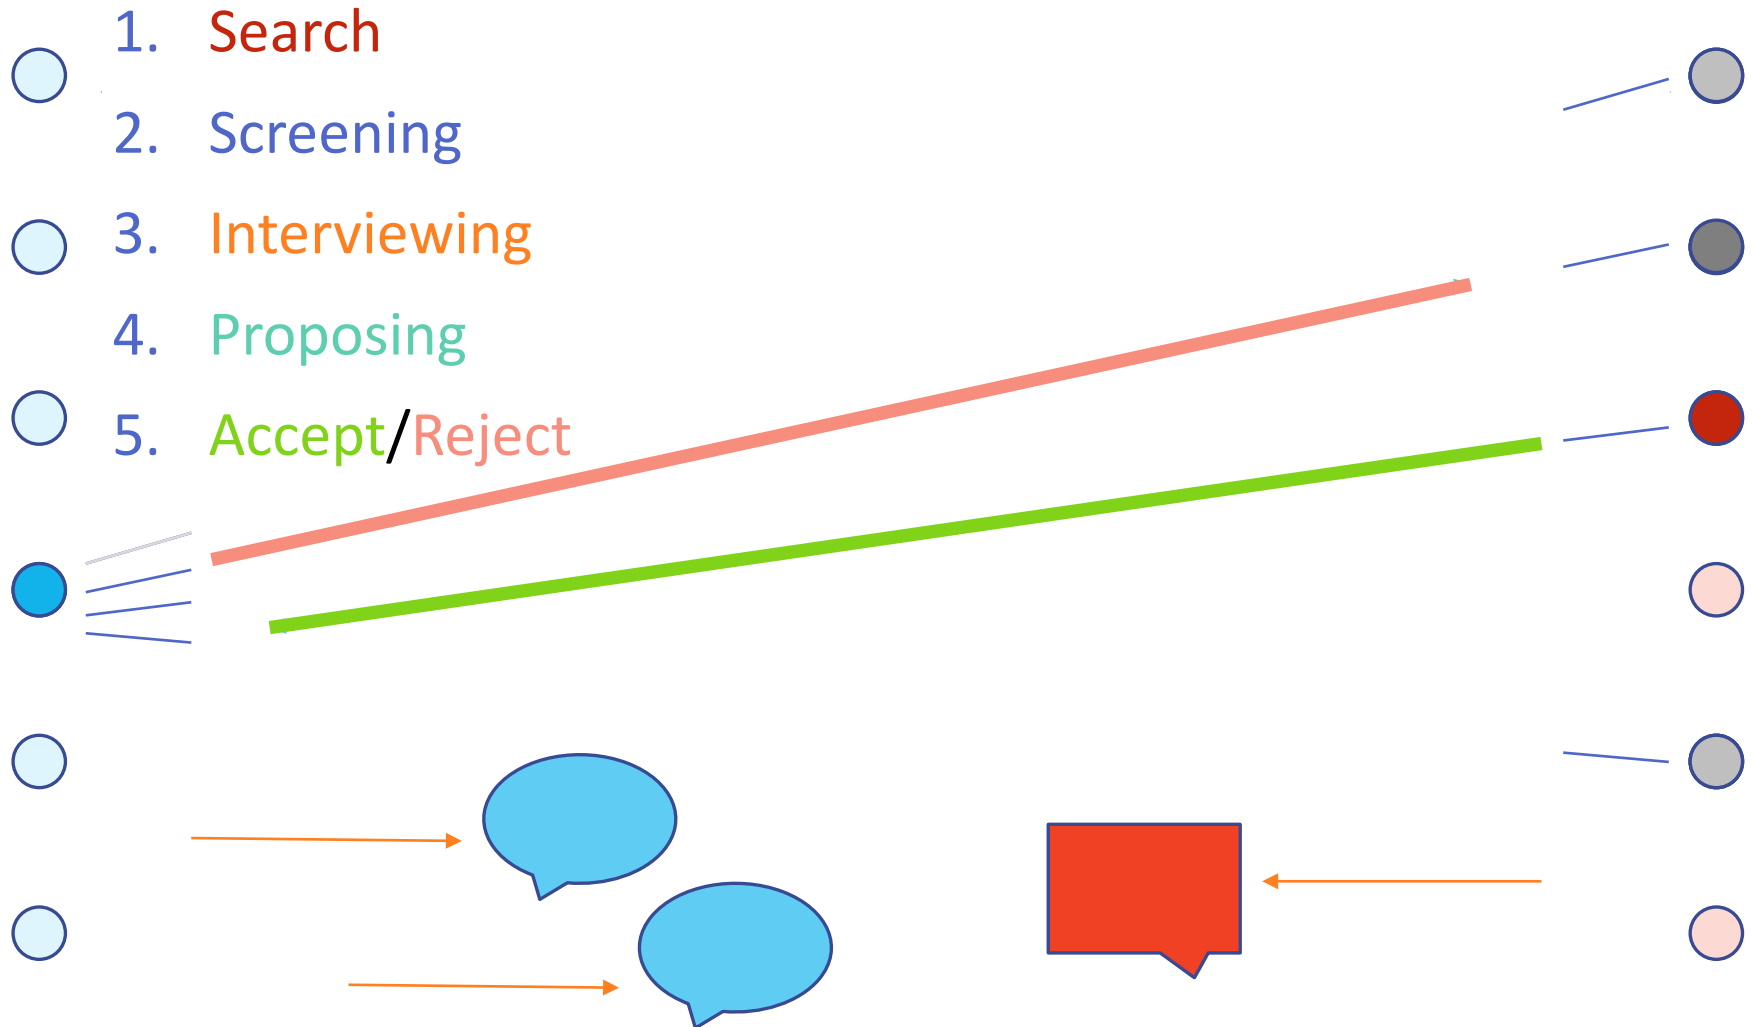 1. Search
2. Screening
3. Interviewing
4. Proposing
5. Accept/Reject